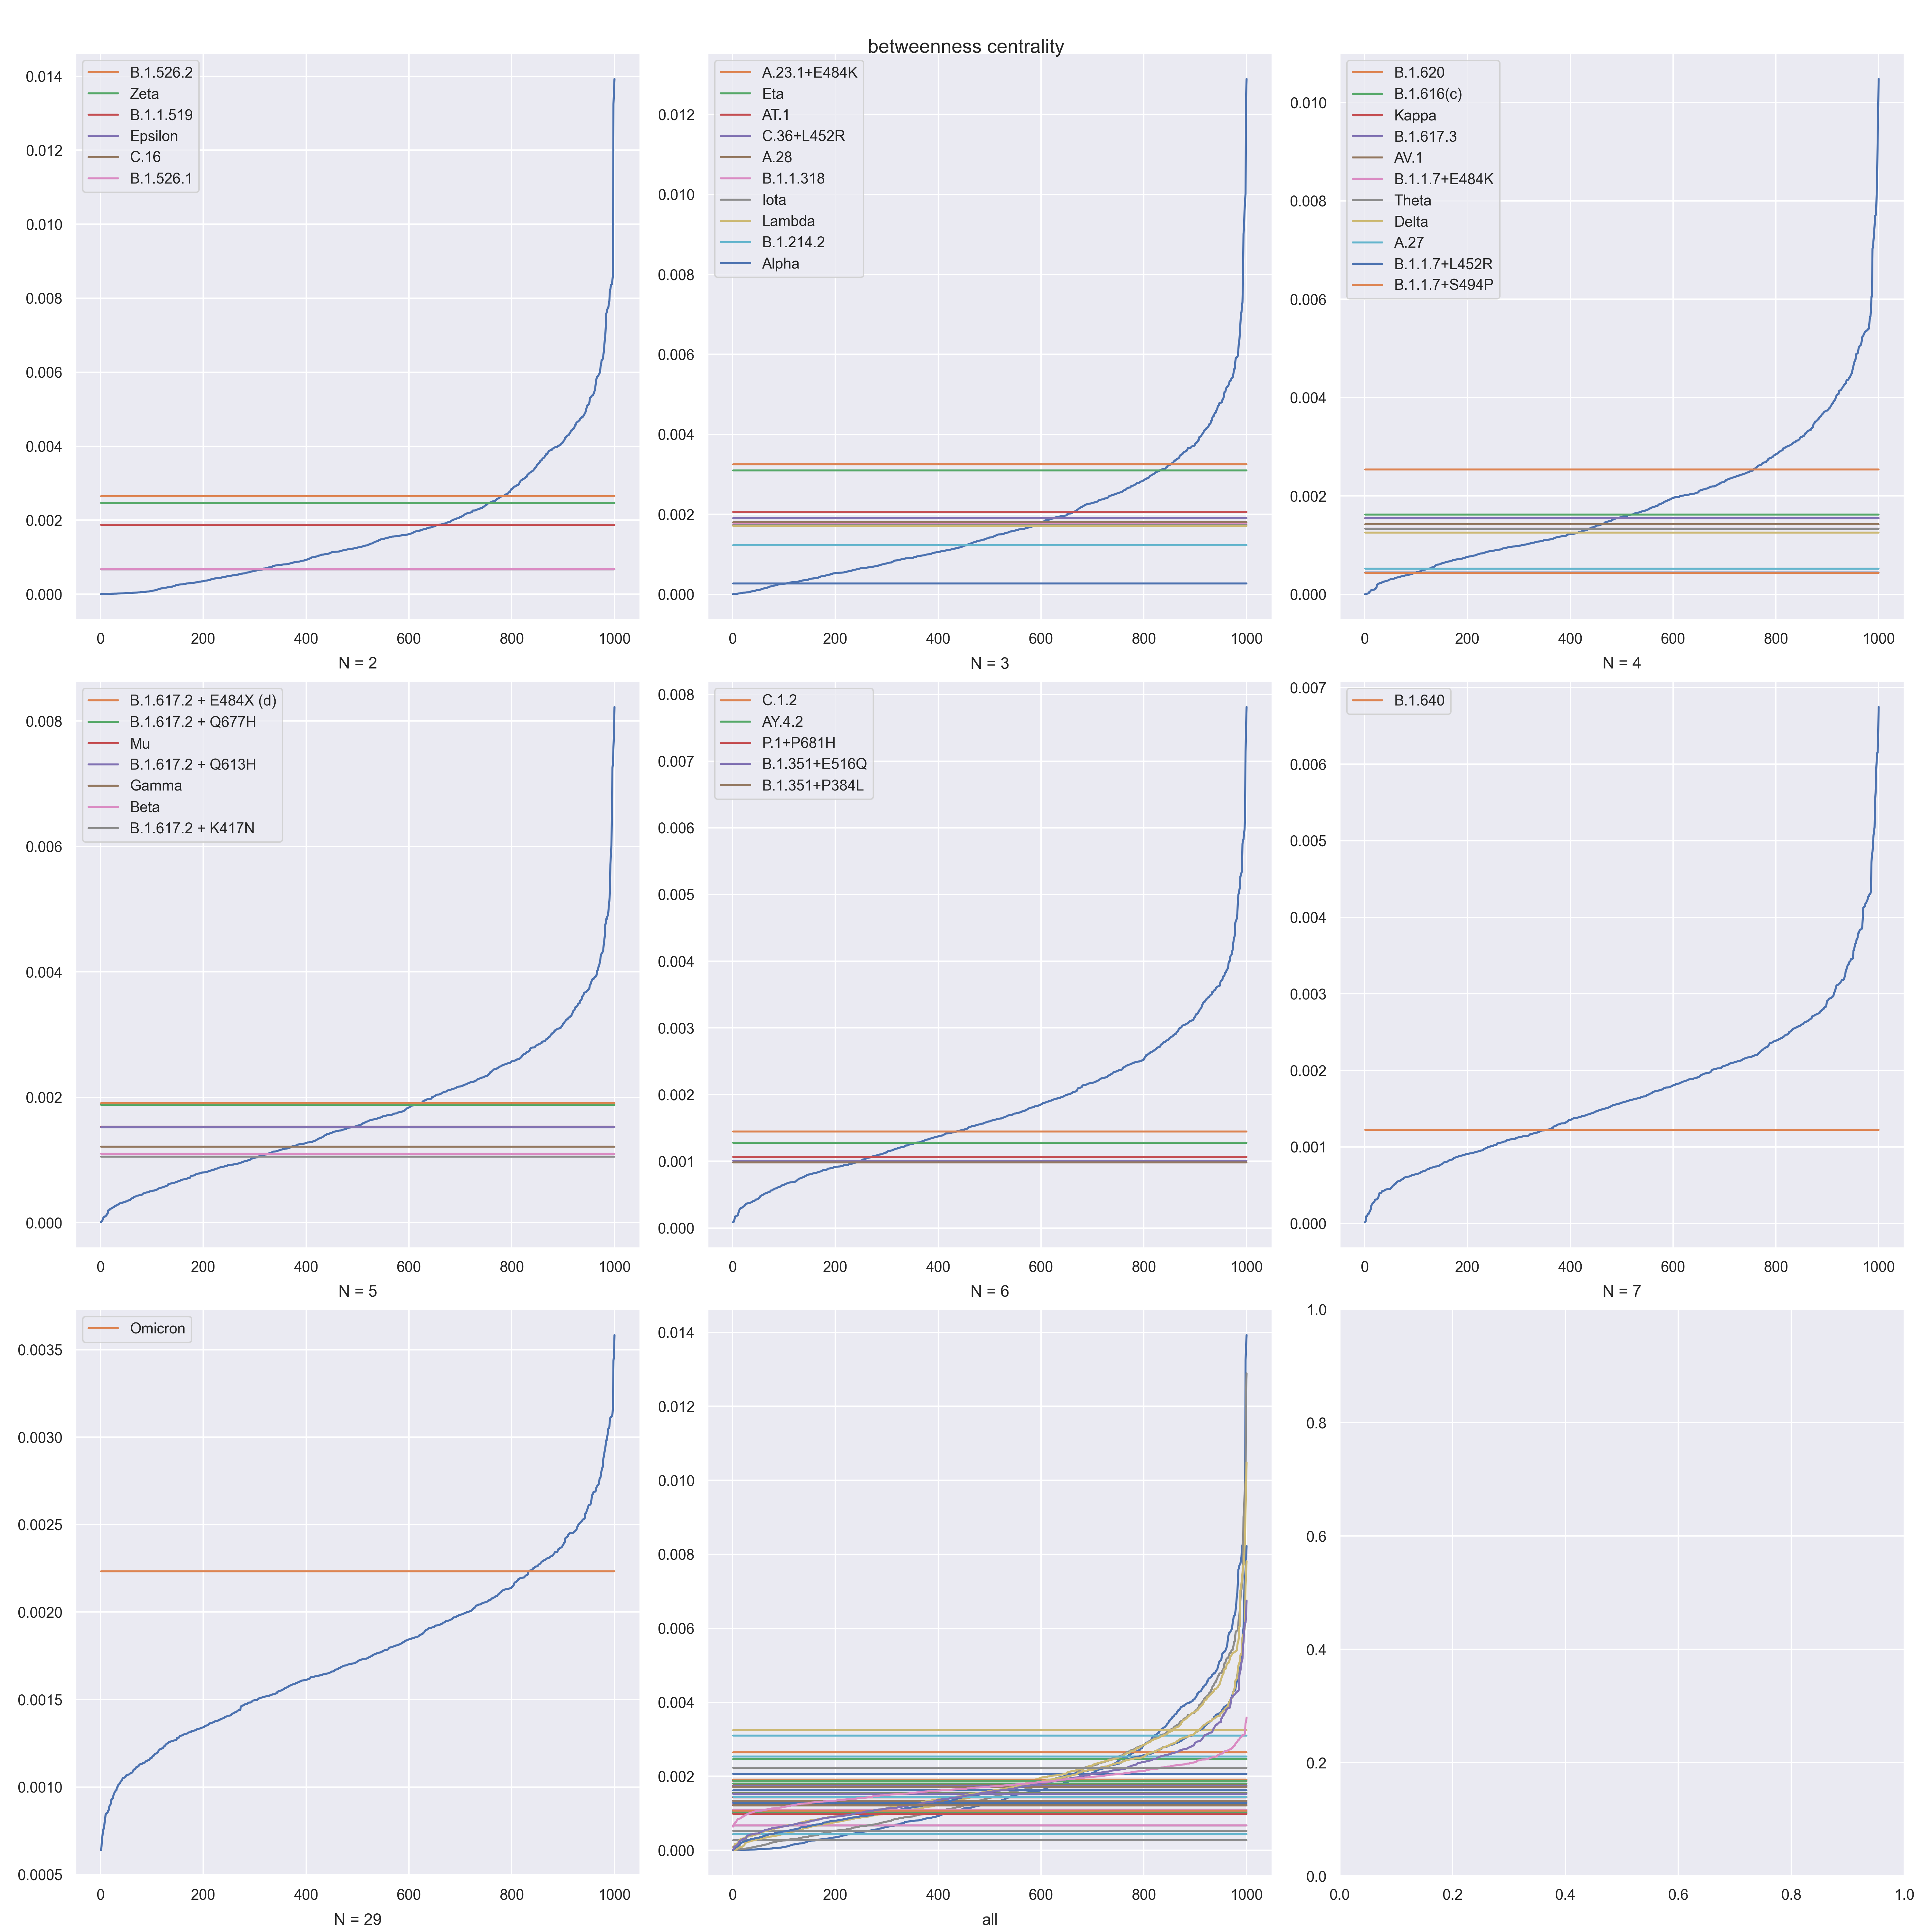 betweenness centrality
B.1.526.2
Zeta
B.1.1.519
Epsilon
C.16
B.1.526.1
0.014
0.012
0.010
0.008
0.006
0.004
0.002
0.000
0 200 400 600 800 1000
N = 2
A.23.1+E484K
Eta
AT.1
C.36+L452R
A.28
B.1.1.318
Iota
Lambda
B.1.214.2
Alpha
0.012
0.010
0.008
0.006
0.004
0.002
0.000
0 200 400 600 800 1000
N = 3
B.1.620
B.1.616(c)
Kappa
B.1.617.3
AV.1
B.1.1.7+E484K
Theta
Delta
A.27
B.1.1.7+L452R
B.1.1.7+S494P
0.010
0.008
0.006
0.004
0.002
0.000
0 200 400 600 800 1000
N = 4
B.1.617.2 + E484X (d)
B.1.617.2 + Q677H
Mu
B.1.617.2 + Q613H
Gamma
Beta
B.1.617.2 + K417N
0.008
0.006
0.004
0.002
0.000
0 200 400 600 800 1000
N = 5
C.1.2
AY.4.2
P.1+P681H
B.1.351+E516Q
B.1.351+P384L
0.008
0.007
0.006
0.005
0.004
0.003
0.002
0.001
0.000
0 200 400 600 800 1000
N = 6
B.1.640
0.007
0.006
0.005
0.004
0.003
0.002
0.001
0.000
0 200 400 600 800 1000
N = 7
Omicron
0.0035
0.0030
0.0025
0.0020
0.0015
0.0010
0.0005
0 200 400 600 800 1000
N = 29
0.014
0.012
0.010
0.008
0.006
0.004
0.002
0.000
0 200 400 600 800 1000
all
1.0
0.8
0.6
0.4
0.2
0.0
0.0 0.2 0.4 0.6 0.8 1.0